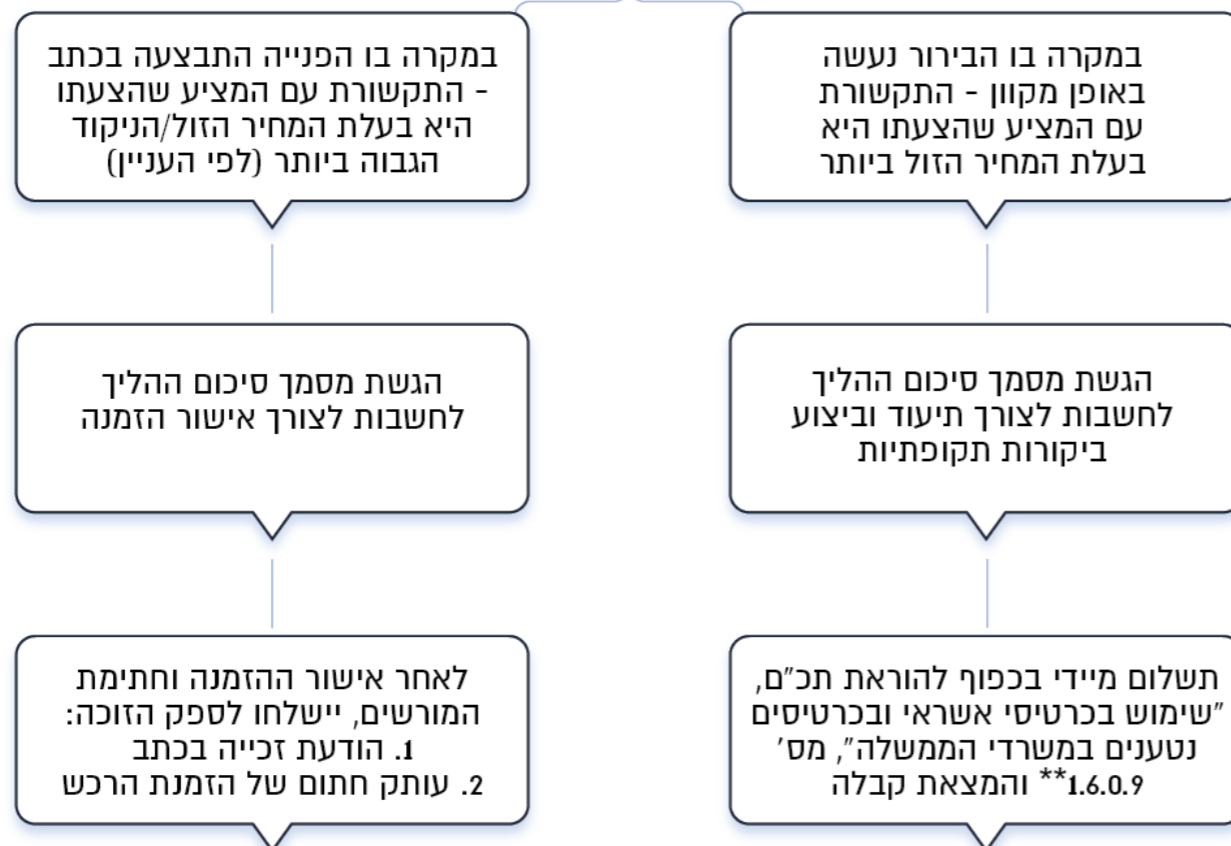 במקרה בו הבירור נעשה
באופן מקוון - התקשורת
עם המציע שהצעתו היא
בעלת המחיר הזול ביותר
הגשת מסמך סיכום ההליך
לחשבות לצורך תיעוד וביצוע
ביקורות תקופתיות
תשלום מיידי בכפוף להוראת תכ"ם,
"שימוש בכרטיסי אשראי ובכרטיסים
נטענים במשרדי הממשלה", מס'
1.6.0.9** והמצאת קבלה
במקרה בו הפנייה התבצעה בכתב
- התקשורת עם המציע שהצעתו
היא בעלת המחיר הזול/הניקוד
הגבוה ביותר (לפי העניין)
הגשת מסמך סיכום ההליך
לחשבות לצורך אישור הזמנה
לאחר אישור ההזמנה וחתימת
המורשים, יישלחו לספק הזוכה:
1. הודעת זכייה בכתב
2. עותק חתום של הזמנת הרכש